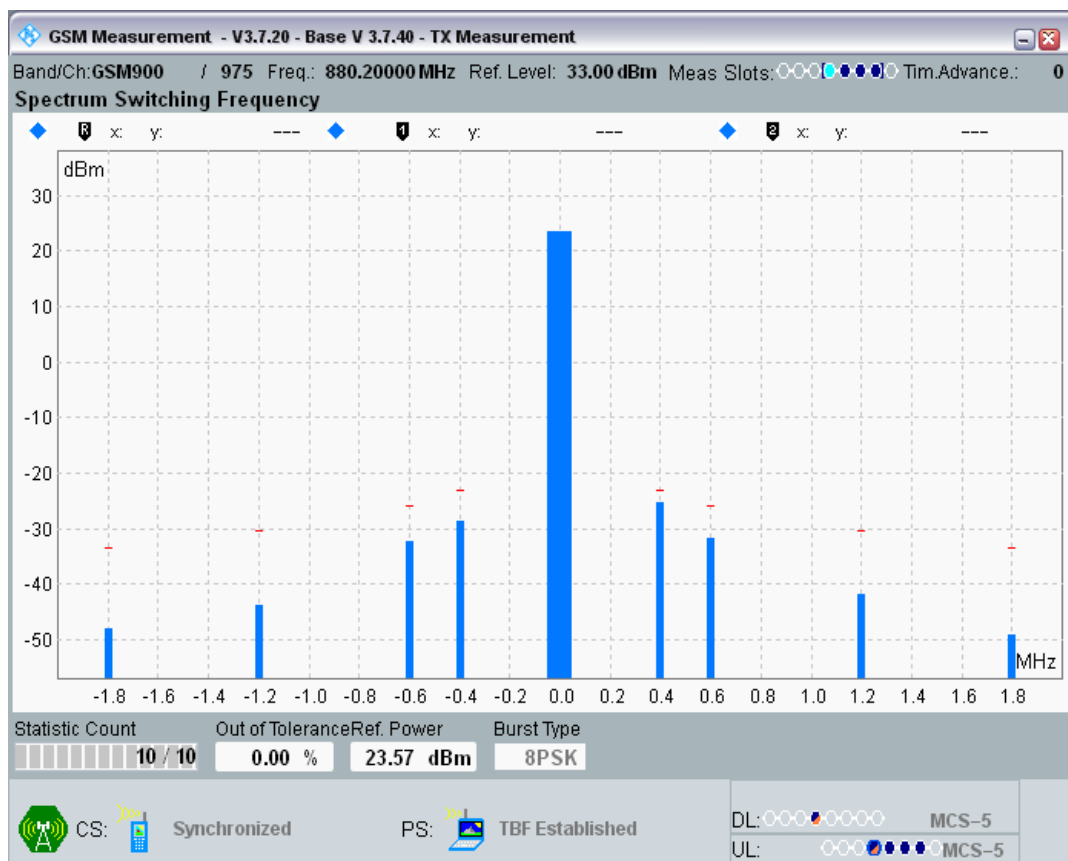 GSM Measurement - V3.7.20 - Base V 3.7.40 - TX Measurement
Band/Ch:GSM900 / 975 Freq.: 880.20000 MHz Ref. Level: 33.00 dBm Meas Slots: Tim.Advance.: 0
Spectrum Switching Frequency
R x: y: --- 1 x: y: --- 2 x: y: ---
dBm
30
20
10
0
-10
-20
-30
-40
-50
MHz
-1.8 -1.6 -1.4 -1.2 -1.0 -0.8 -0.6 -0.4 -0.2 0.0 0.2 0.4 0.6 0.8 1.0 1.2 1.4 1.6 1.8
Statistic Count Out of Tolerance Ref. Power Burst Type
10 / 10 0.00 % 23.57 dBm 8PSK
CS: Synchronized PS: TBF Established
DL: MCS-5
UL: MCS-5